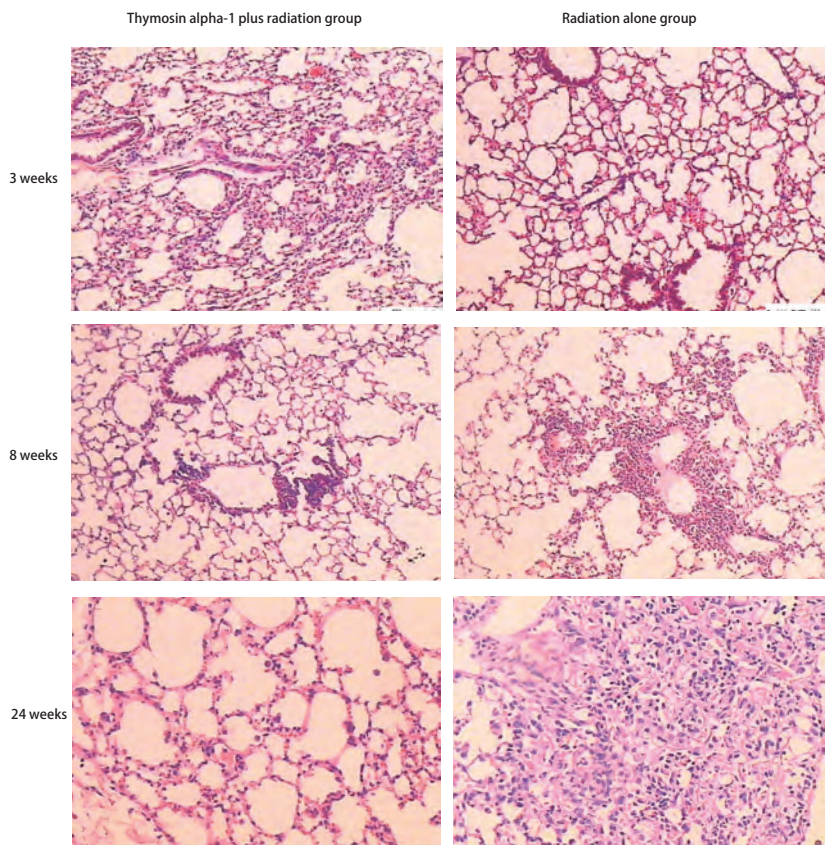 Thymosin alpha-1 plus radiation group
Radiation alone group
3 weeks
8 weeks
24 weeks